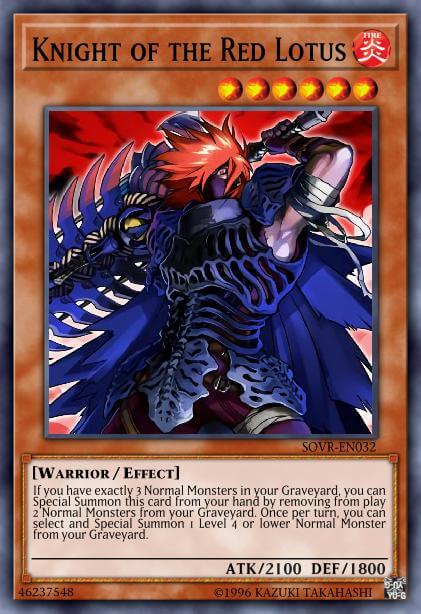 Knight of the Red Lotus
FIRE
炎
SOVR-EN032
[Warrior / Effect]
If you have exactly 3 Normal Monsters in your Graveyard, you can
Special Summon this card from your hand by removing from play
2 Normal Monsters from your Graveyard. Once per turn, you can
select and Special Summon 1 Level 4 or lower Normal Monster
from your Graveyard.
ATK/2100 DEF/1800
46237548
©1996 KAZUKI TAKAHASHI